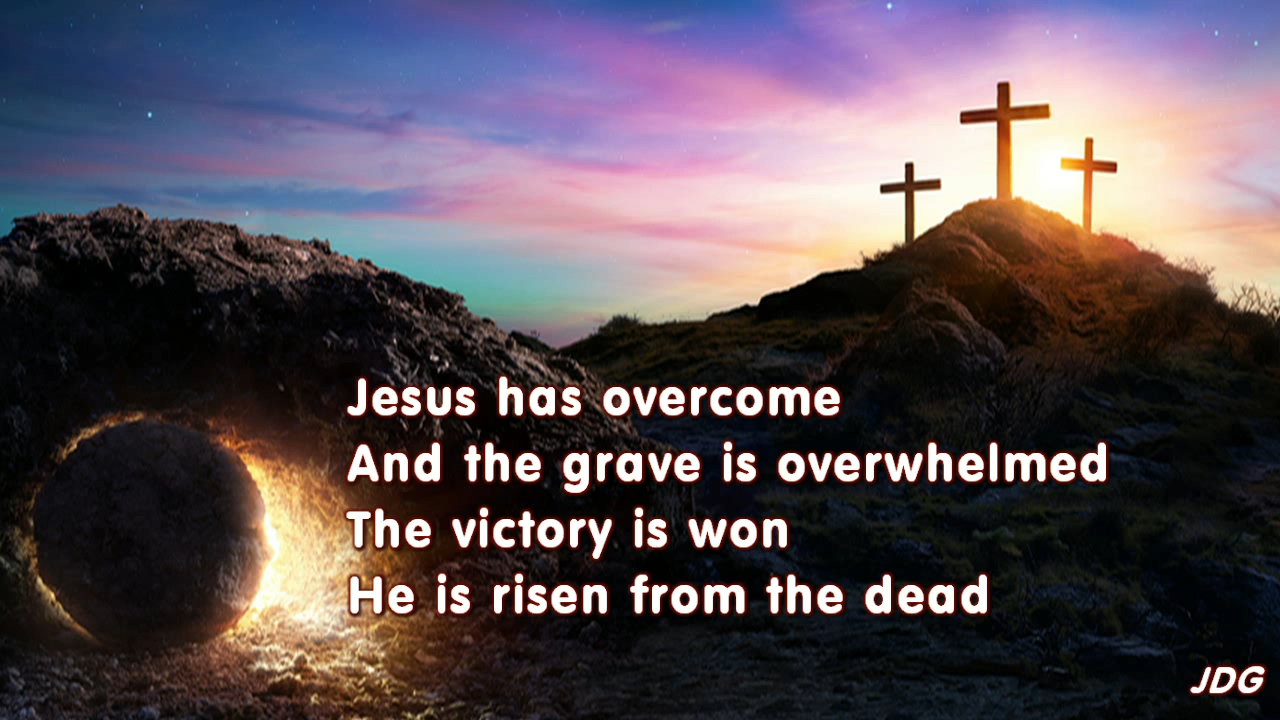 Jesus has overcome
And the grave is overwhelmed
The victory is won
He is risen from the dead
JDG